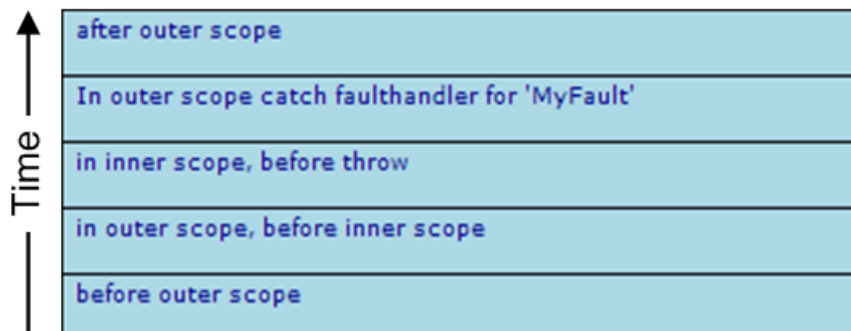 after outer scope
In outer scope catch faulthandler for 'MyFault'
in inner scope, before throw
in outer scope, before inner scope
before outer scope
Time